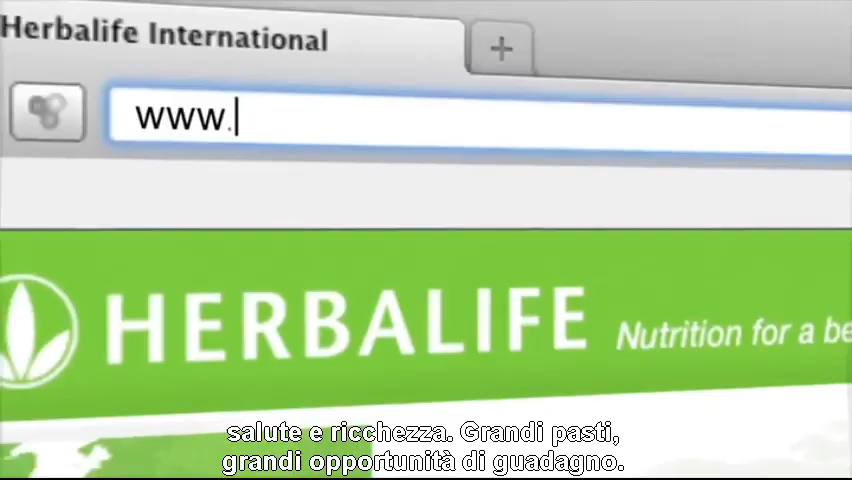 Herbalife International
www.
HERBALIFE
Nutrition for a be
salute e ricchezza. Grandi pasti,
grandi opportunità di guadagno.